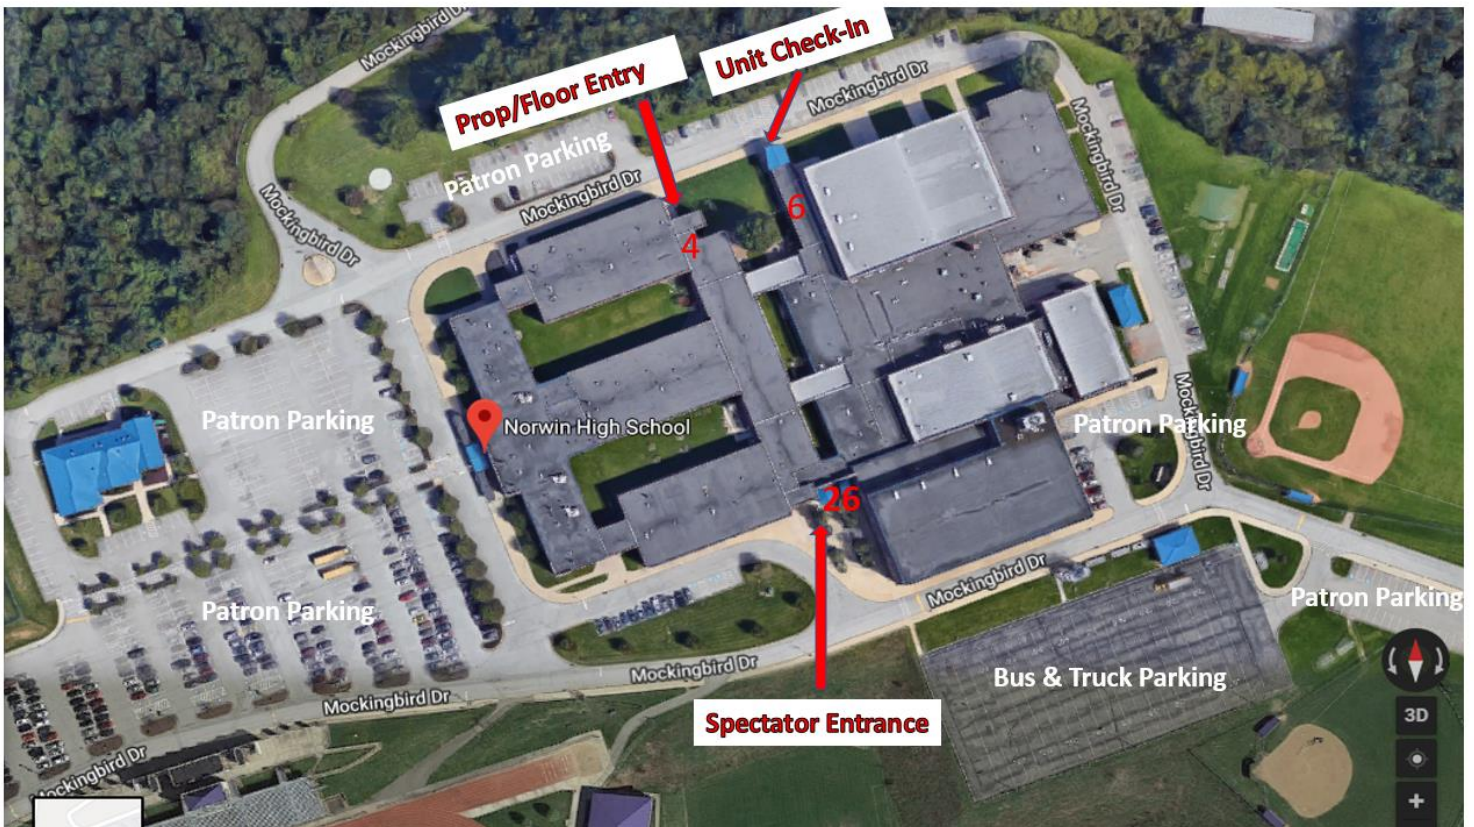 Mockingbird Dr
Unit Check-In
Prop/Floor Entry
Mockingbird Dr
Patron Parking
Mockingbird Dr
Mockingbird Dr
Mockingbird Dr
6
4
Patron Parking
Norwin High School
Patron Parking
Mockingbird Dr
26
Mockingbird Dr
Patron Parking
Patron Parking
Mockingbird Dr
Bus & Truck Parking
Mockingbird Dr
Spectator Entrance
3D
Mockingbird Dr